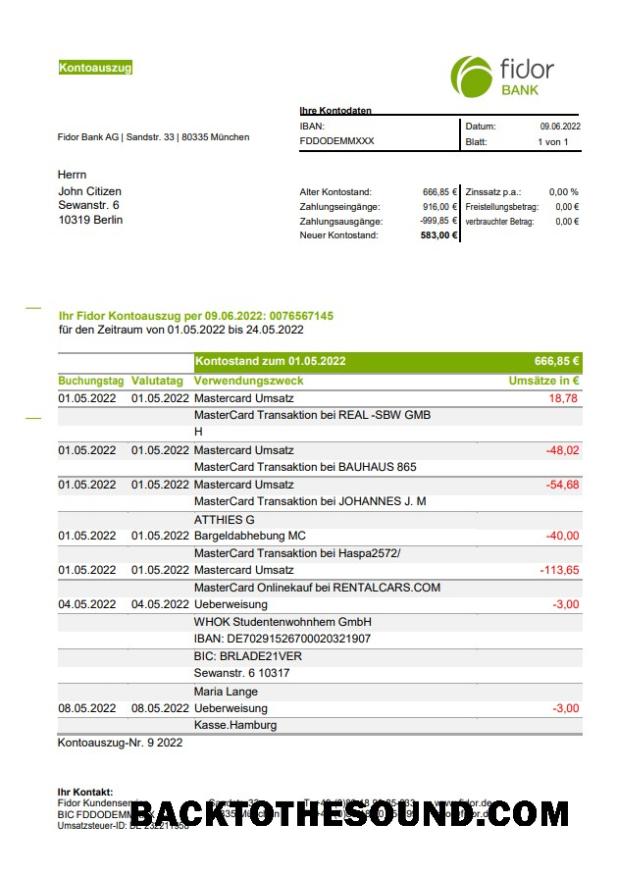 Kontoauszug
fidor
BANK
Ihre Kontodaten
IBAN:
FDDODEMMXXX
Datum: 09.06.2022
Blatt: 1 von 1
Fidor Bank AG | Sandstr. 33 | 80335 München
Herrn
John Citizen
Sewanstr. 6
10319 Berlin
Alter Kontostand: 666,85 € Zinssatz p.a.: 0,00 %
Zahlungseingänge: 916,00 € Freistellungsbetrag: 0,00 €
Zahlungsausgänge: -999,85 € verbrauchter Betrag: 0,00 €
Neuer Kontostand: 583,00 €
Ihr Fidor Kontoauszug per 09.06.2022: 0076567145
für den Zeitraum von 01.05.2022 bis 24.05.2022
Kontostand zum 01.05.2022 666,85 €
Buchungstag Valutatag Verwendungszweck Umsätze in €
01.05.2022 01.05.2022 Mastercard Umsatz 18,78
MasterCard Transaktion bei REAL -SBW GMB
H
01.05.2022 01.05.2022 Mastercard Umsatz -48,02
MasterCard Transaktion bei BAUHAUS 865
01.05.2022 01.05.2022 Mastercard Umsatz -54,68
MasterCard Transaktion bei JOHANNES J. M
ATTHIES G
01.05.2022 01.05.2022 Bargeldabhebung MC -40,00
MasterCard Transaktion bei Haspa2572/
01.05.2022 01.05.2022 Mastercard Umsatz -113,65
MasterCard Onlinekauf bei RENTALCARS.COM
04.05.2022 04.05.2022 Ueberweisung -3,00
WHOK Studentenwohnhem GmbH
IBAN: DE70291526700020321907
BIC: BRLADE21VER
Sewanstr. 6 10317
Maria Lange
08.05.2022 08.05.2022 Ueberweisung -3,00
Kasse.Hamburg
Kontoauszug-Nr. 9 2022
Ihr Kontakt:
Fidor
BIC
Umsatzsteuer-ID:
BACKTOTHESOUND.COM